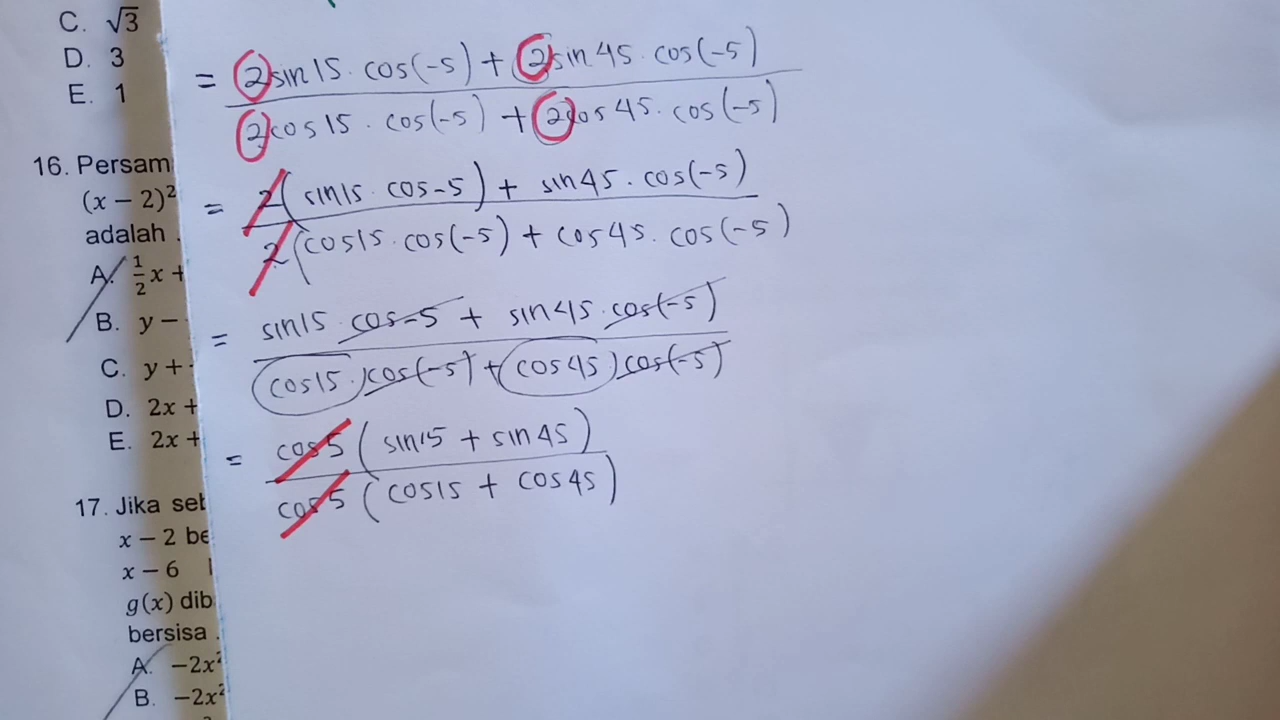 C. √3
D. 3
E. 1
= 2sin15 . cos(-5) + 2sin45 . cos(-5)
2cos15 . cos(-5) + 2cos45 . cos(-5)
16. Persam
(x – 2)²
adalah .
= 2(sin15 . cos-5) + sin45 . cos(-5)
2(cos15 . cos(-5) + cos45 . cos(-5)
A. ½x +
B. y –
C. y +
D. 2x +
E. 2x +
= sin15 . cos-5 + sin45 . cos(-5)
cos15 . cos(-5) + cos45 . cos(-5)
= cos5 (sin15 + sin45)
cos5 (cos15 + cos45)
17. Jika
x – 2 be
x – 6
g(x) dib
bersisa .
A. –2x²
B. –2x²